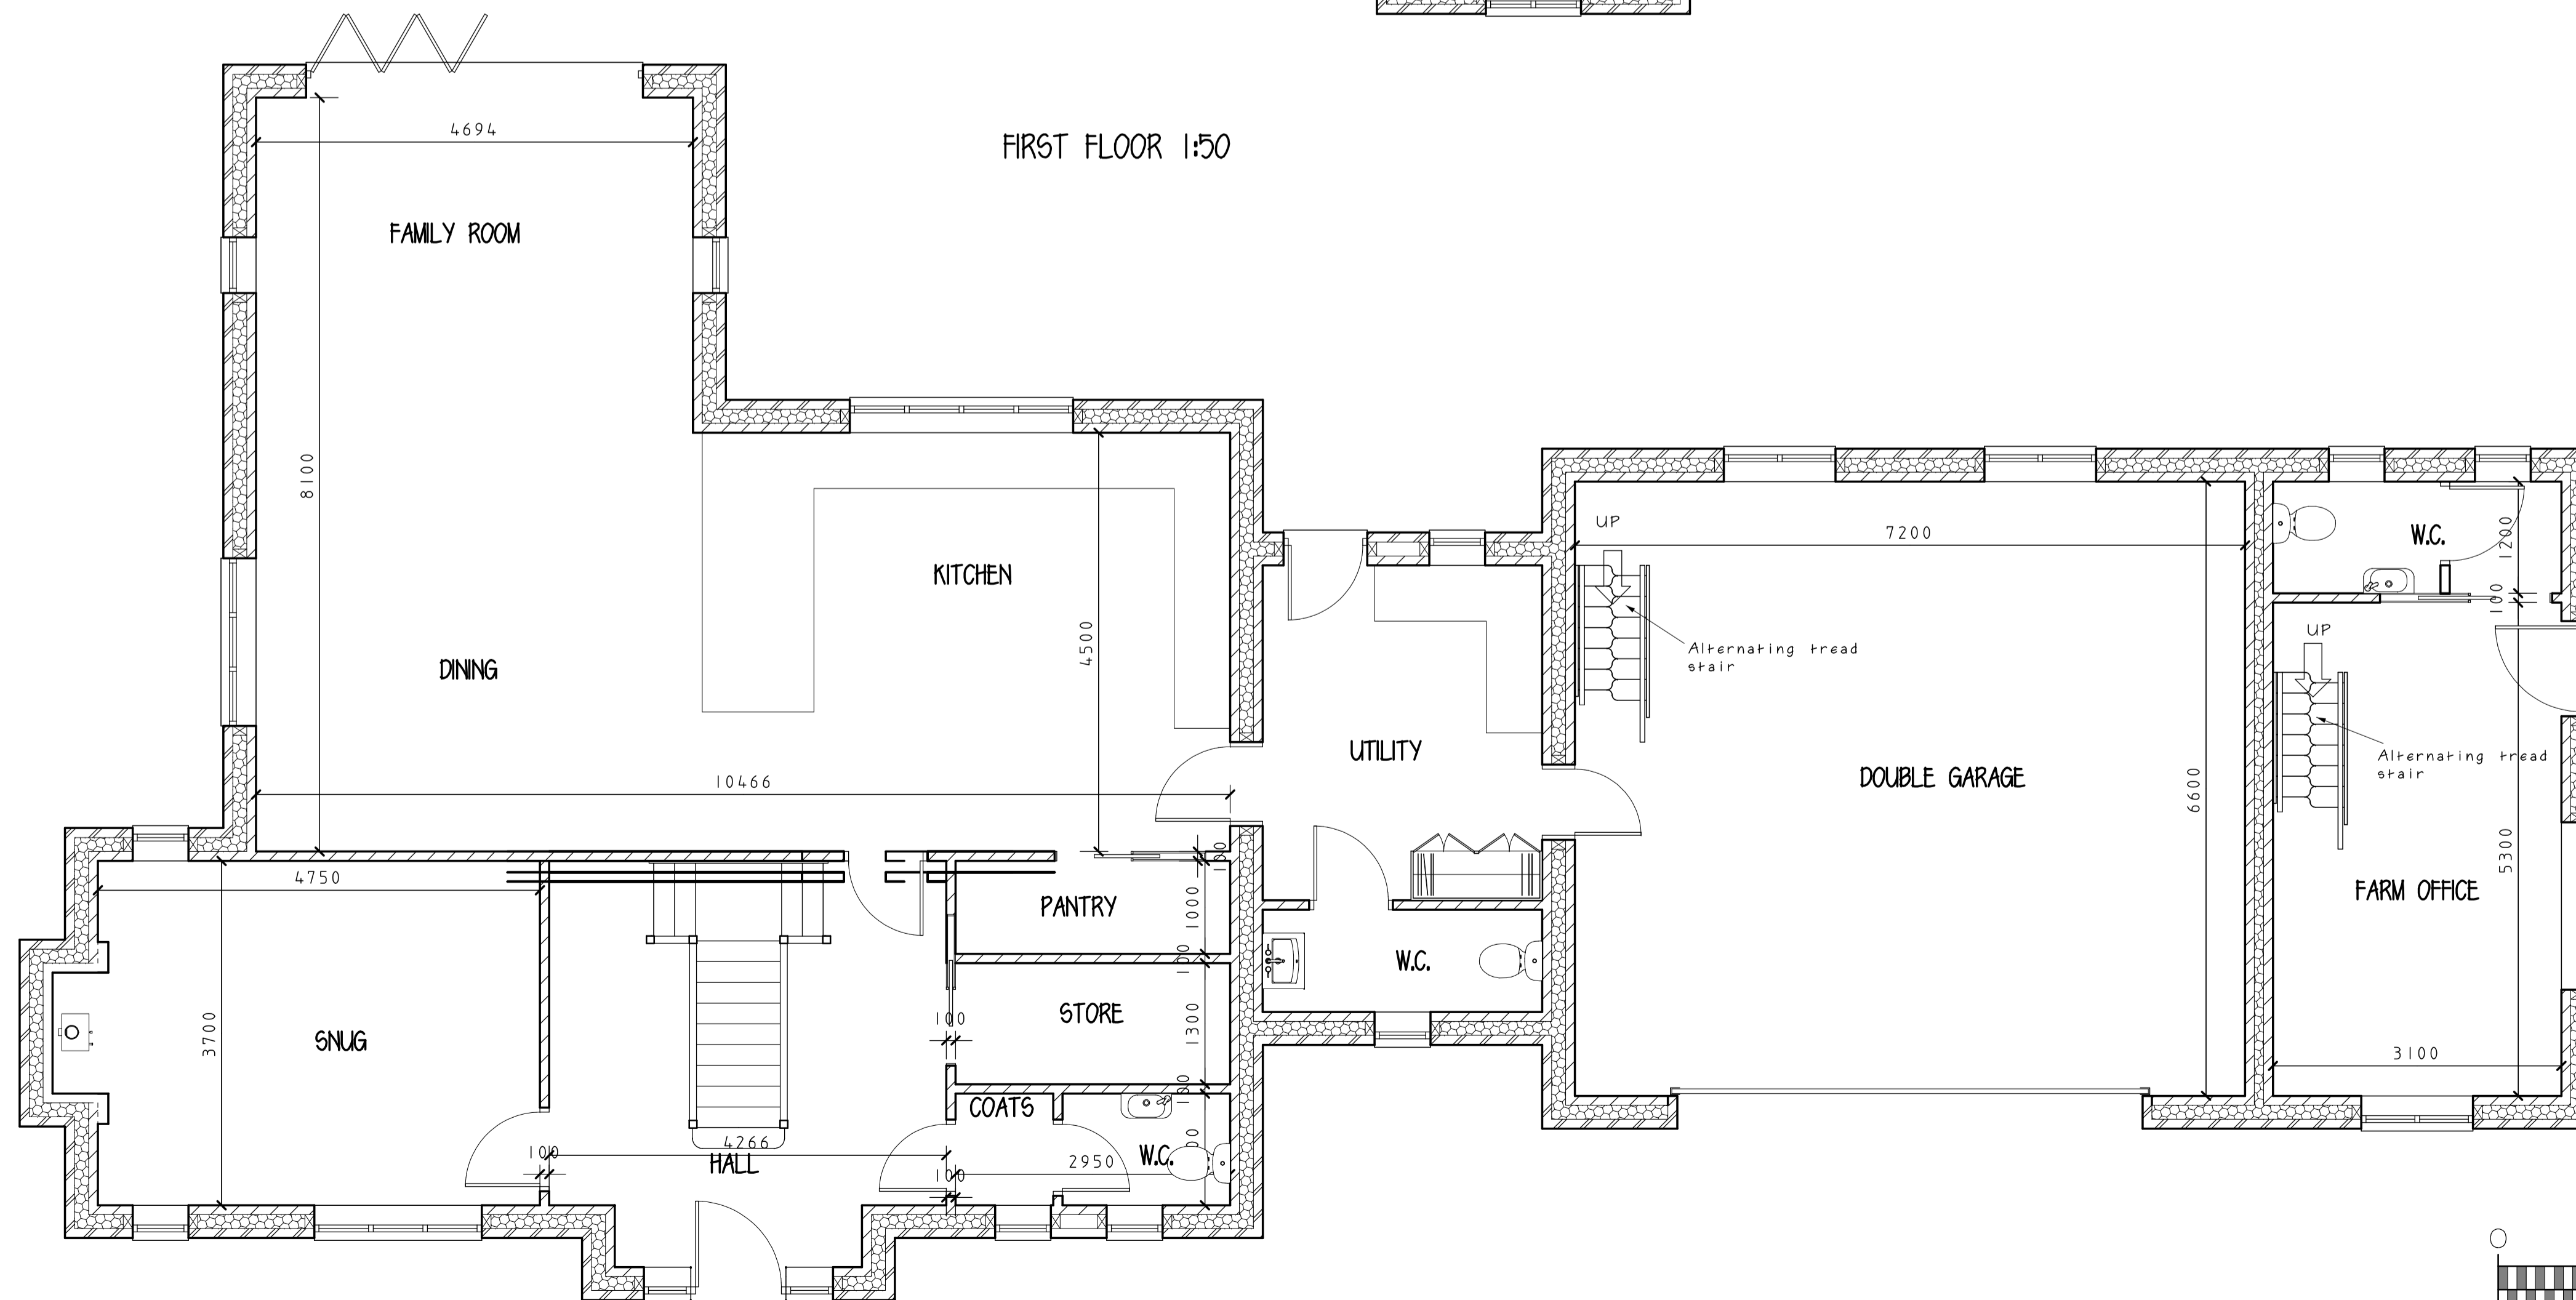 FIRST FLOOR 1:50
4694
FAMILY ROOM
8100
KITCHEN
DINING
4500
10466
UTILITY
UP
7200
Alternating tread
stair
DOUBLE GARAGE
6600
W.C.
1200
100
UP
Alternating tread
stair
5300
FARM OFFICE
3100
4750
3700
SNUG
PANTRY
1000
100
100
STORE
1300
100
100
COATS
4266
HALL
100
100
2950
W.C.
W.C.
0